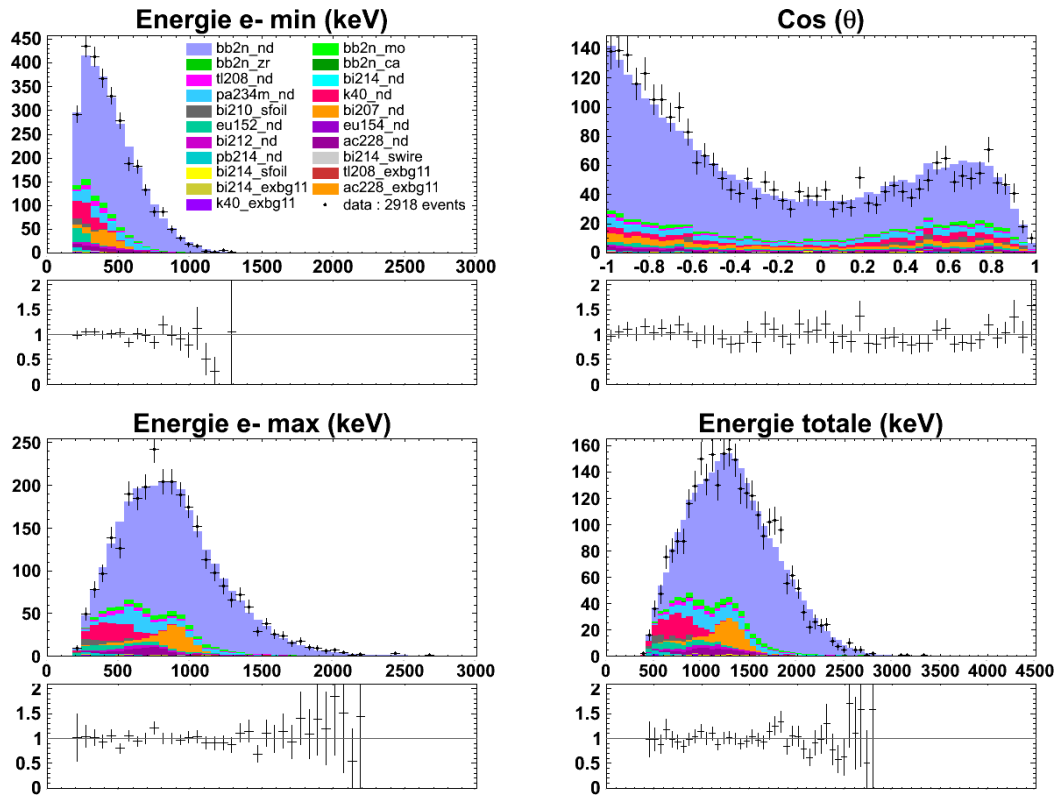 Energie e- min (keV)
450
400
350
300
250
200
150
100
50
0
0 500 1000 1500 2000 2500 3000
bb2n_nd bb2n_mo
bb2n_zr bb2n_ca
tl208_nd bi214_nd
pa234m_nd k40_nd
bi210_sfoil bi207_nd
eu152_nd eu154_nd
bi212_nd ac228_nd
pb214_nd bi214_swire
bi214_sfoil tl208_exbg11
bi214_exbg11 ac228_exbg11
k40_exbg11 data : 2918 events
2
1.5
1
0.5
0
Cos (θ)
140
120
100
80
60
40
20
0
-1 -0.8 -0.6 -0.4 -0.2 0 0.2 0.4 0.6 0.8 1
2
1.5
1
0.5
0
Energie e- max (keV)
250
200
150
100
50
0
0 500 1000 1500 2000 2500 3000
2
1.5
1
0.5
0
Energie totale (keV)
160
140
120
100
80
60
40
20
0
0 500 1000 1500 2000 2500 3000 3500 4000 4500
2
1.5
1
0.5
0